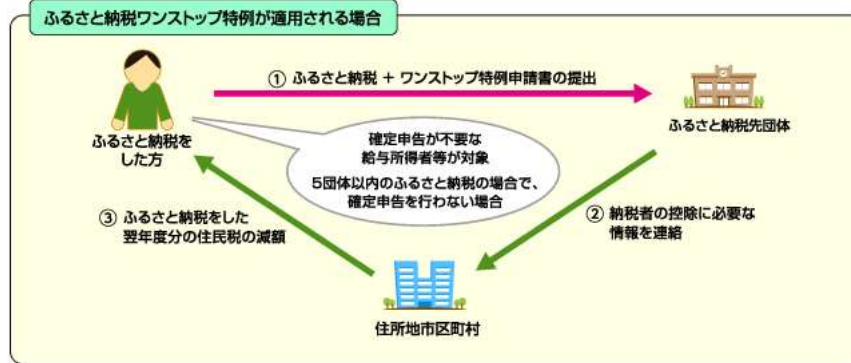 ふるさと納税ワンストップ特例が適用される場合
① ふるさと納税 + ワンストップ特例申請書の提出
ふるさと納税を
した方
ふるさと納税先団体
確定申告が不要な
給与所得者等が対象
5団体以内のふるさと納税の場合で、
確定申告を行わない場合
② 納税者の控除に必要な
情報を連絡
③ ふるさと納税をした
翌年度分の住民税の減額
住所地市区町村